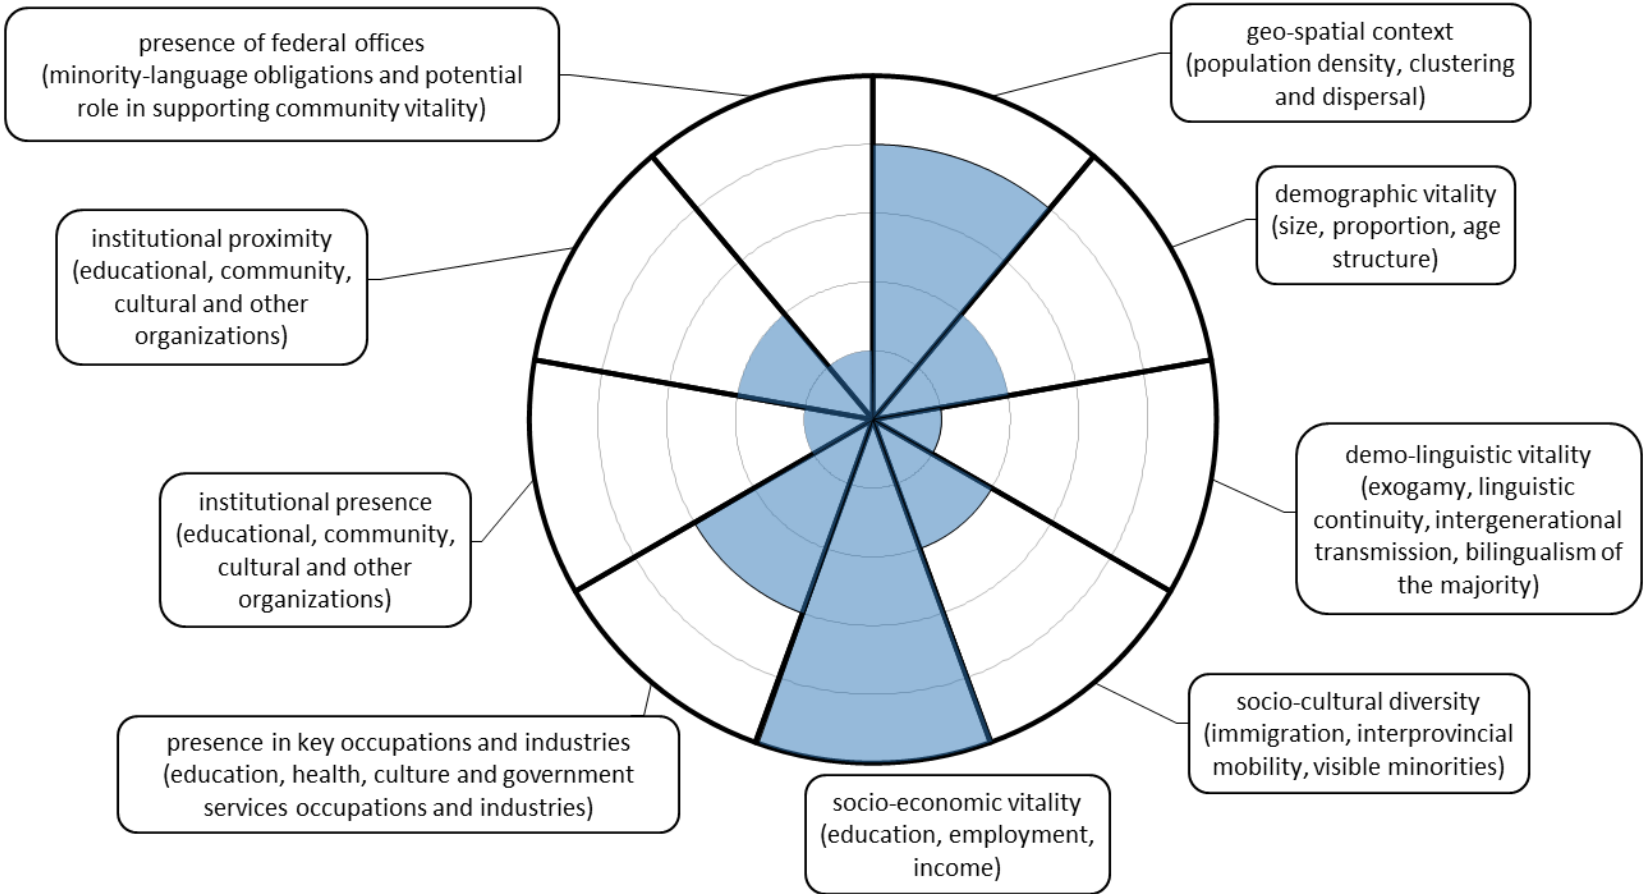 presence of federal offices
(minority-language obligations and potential
role in supporting community vitality)
geo-spatial context
(population density, clustering
and dispersal)
demographic vitality
(size, proportion, age
structure)
institutional proximity
(educational, community,
cultural and other
organizations)
demo-linguistic vitality
(exogamy, linguistic
continuity, intergenerational
transmission, bilingualism of
the majority)
institutional presence
(educational, community,
cultural and other
organizations)
socio-cultural diversity
(immigration, interprovincial
mobility, visible minorities)
presence in key occupations and industries
(education, health, culture and government
services occupations and industries)
socio-economic vitality
(education, employment,
income)